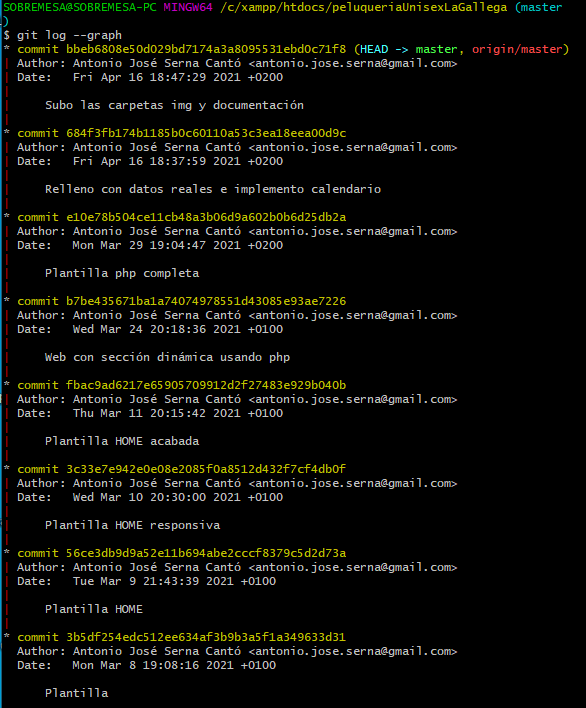 SOBREMESA@SOBREMESA-PC MINGW64 /c/xampp/htdocs/peluqueriaUnisexLaGallega (master
)
$ git log --graph
* commit bbeb6808e50d029bd7174a3a8095531ebd0c71f8 (HEAD -> master, origin/master)
| Author: Antonio José Serna Cantó <antonio.jose.serna@gmail.com>
| Date:   Fri Apr 16 18:47:29 2021 +0200
|
|     Subo las carpetas img y documentación
|
* commit 684f3fb174b1185b0c60110a53c3ea18eea00d9c
| Author: Antonio José Serna Cantó <antonio.jose.serna@gmail.com>
| Date:   Fri Apr 16 18:37:59 2021 +0200
|
|     Relleno con datos reales e implemento calendario
|
* commit e10e78b504ce11cb48a3b06d9a602b0b6d25db2a
| Author: Antonio José Serna Cantó <antonio.jose.serna@gmail.com>
| Date:   Mon Mar 29 19:04:47 2021 +0200
|
|     Plantilla php completa
|
* commit b7be435671ba1a74074978551d43085e93ae7226
| Author: Antonio José Serna Cantó <antonio.jose.serna@gmail.com>
| Date:   Wed Mar 24 20:18:36 2021 +0100
|
|     Web con sección dinámica usando php
|
* commit fbac9ad6217e65905709912d2f27483e929b040b
| Author: Antonio José Serna Cantó <antonio.jose.serna@gmail.com>
| Date:   Thu Mar 11 20:15:42 2021 +0100
|
|     Plantilla HOME acabada
|
* commit 3c33e7e942e0e08e2085f0a8512d432f7cf4db0f
| Author: Antonio José Serna Cantó <antonio.jose.serna@gmail.com>
| Date:   Wed Mar 10 20:30:00 2021 +0100
|
|     Plantilla HOME responsiva
|
* commit 56ce3db9d9a52e11b694abe2cccf8379c5d2d73a
| Author: Antonio José Serna Cantó <antonio.jose.serna@gmail.com>
| Date:   Tue Mar 9 21:43:39 2021 +0100
|
|     Plantilla HOME
|
* commit 3b5df254edc512ee634af3b9b3a5f1a349633d31
| Author: Antonio José Serna Cantó <antonio.jose.serna@gmail.com>
| Date:   Mon Mar 8 19:08:16 2021 +0100
|
|     Plantilla